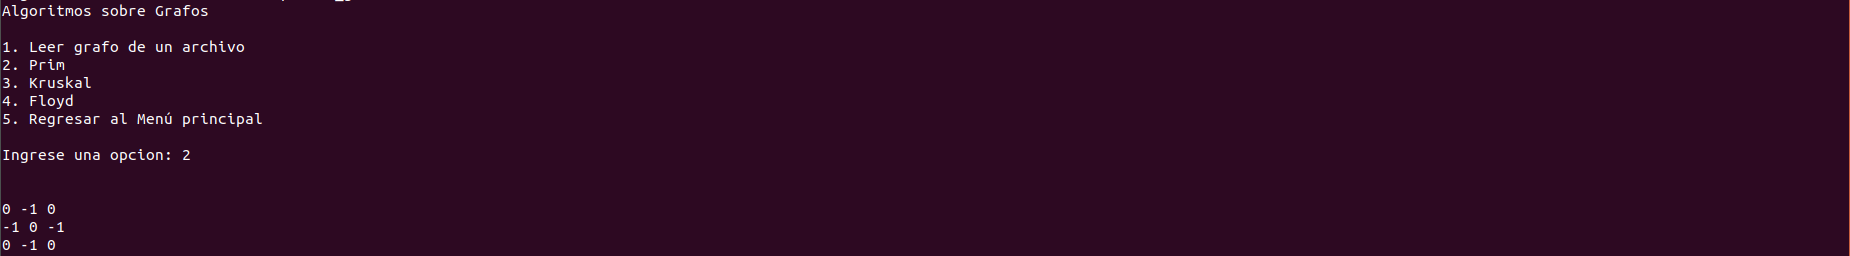 Algoritmos sobre Grafos
1. Leer grafo de un archivo
2. Prim
3. Kruskal
4. Floyd
5. Regresar al Menú principal
Ingrese una opcion: 2
0 -1 0
-1 0 -1
0 -1 0